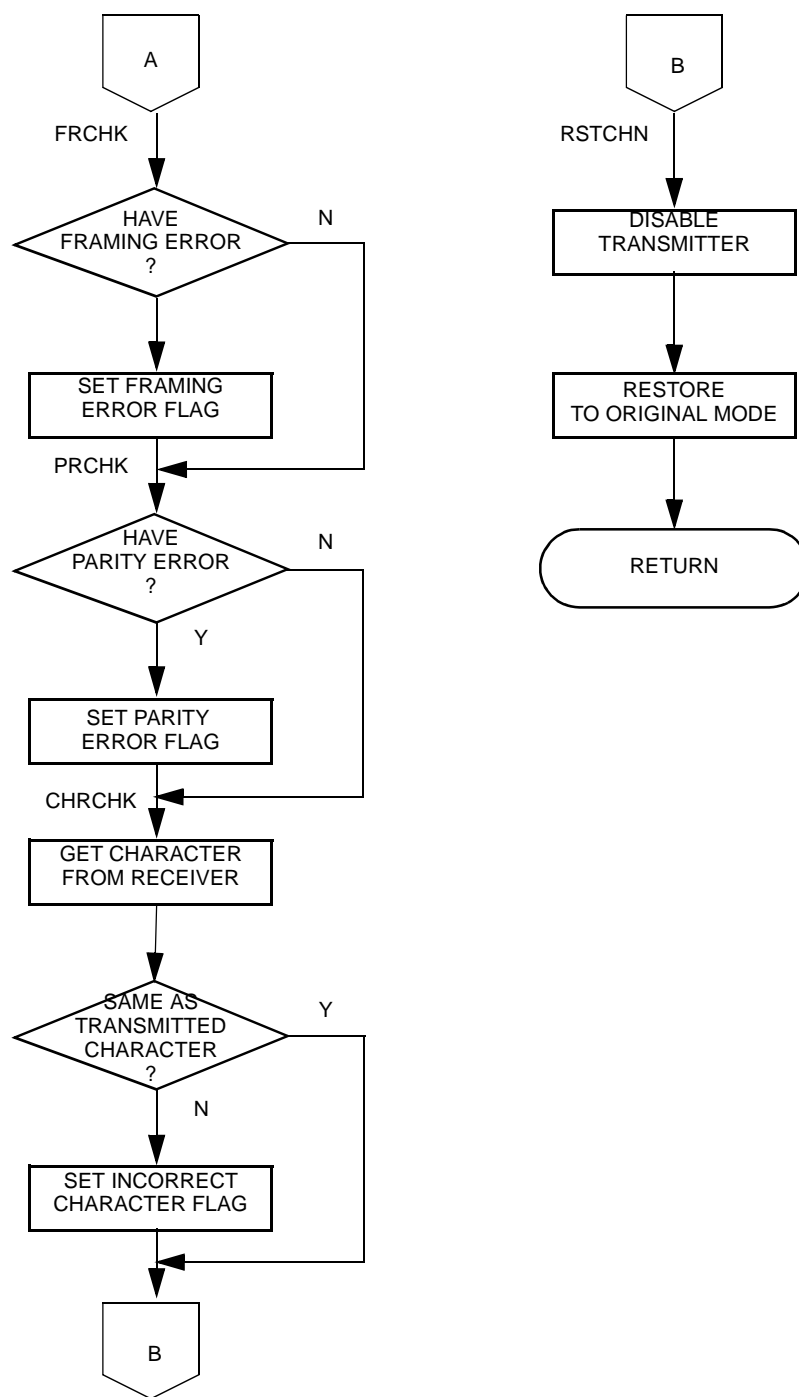 A
FRCHK
HAVE
FRAMING ERROR
?
N
SET FRAMING
ERROR FLAG
PRCHK
HAVE
PARITY ERROR
?
N
Y
SET PARITY
ERROR FLAG
CHRCHK
GET CHARACTER
FROM RECEIVER
SAME AS
TRANSMITTED
CHARACTER
?
Y
N
SET INCORRECT
CHARACTER FLAG
B
B
RSTCHN
DISABLE
TRANSMITTER
RESTORE
TO ORIGINAL MODE
RETURN